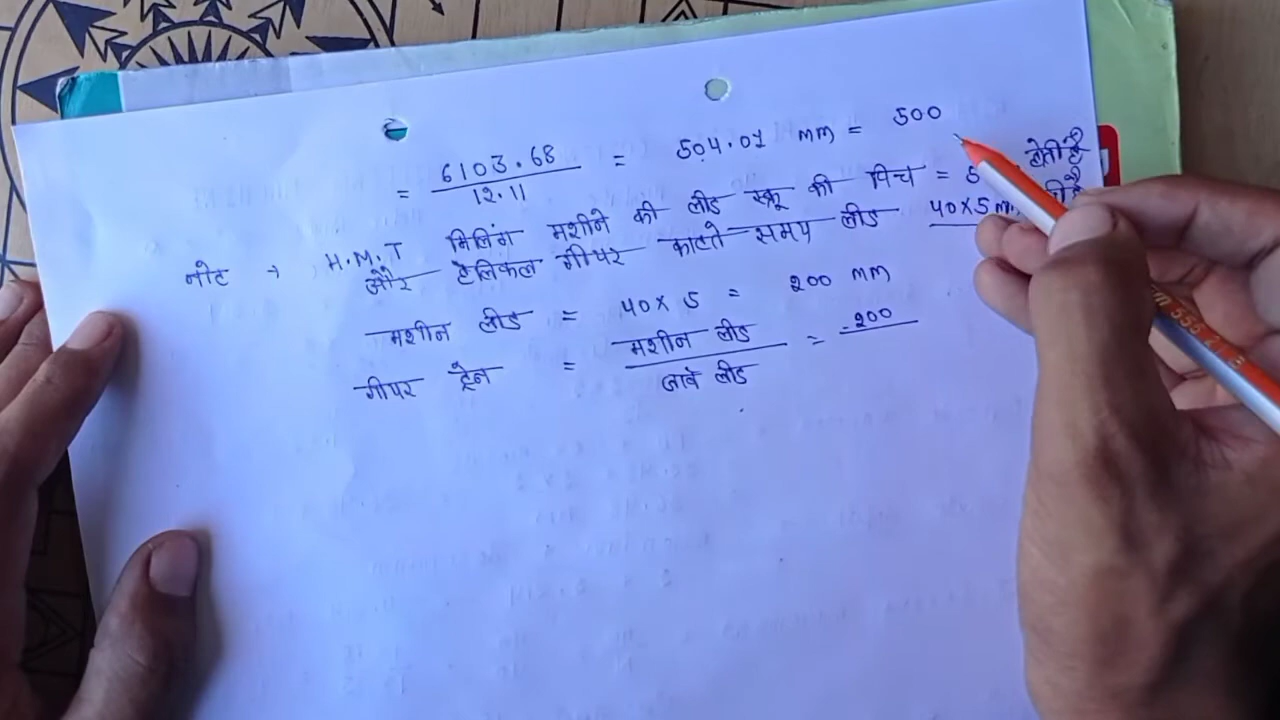 = 6103.68 / 12.11 = 504.01 mm = 500
नोट → H.M.T मिलिंग मशीने की लीड स्क्रू की पिच = 5 होती है
और हेलिकल गीयर काटते समय लीड 40×5 mm है
मशीन लीड = 40×5 = 200 mm
गीयर ट्रेन = मशीन लीड / जाव लीड = 200